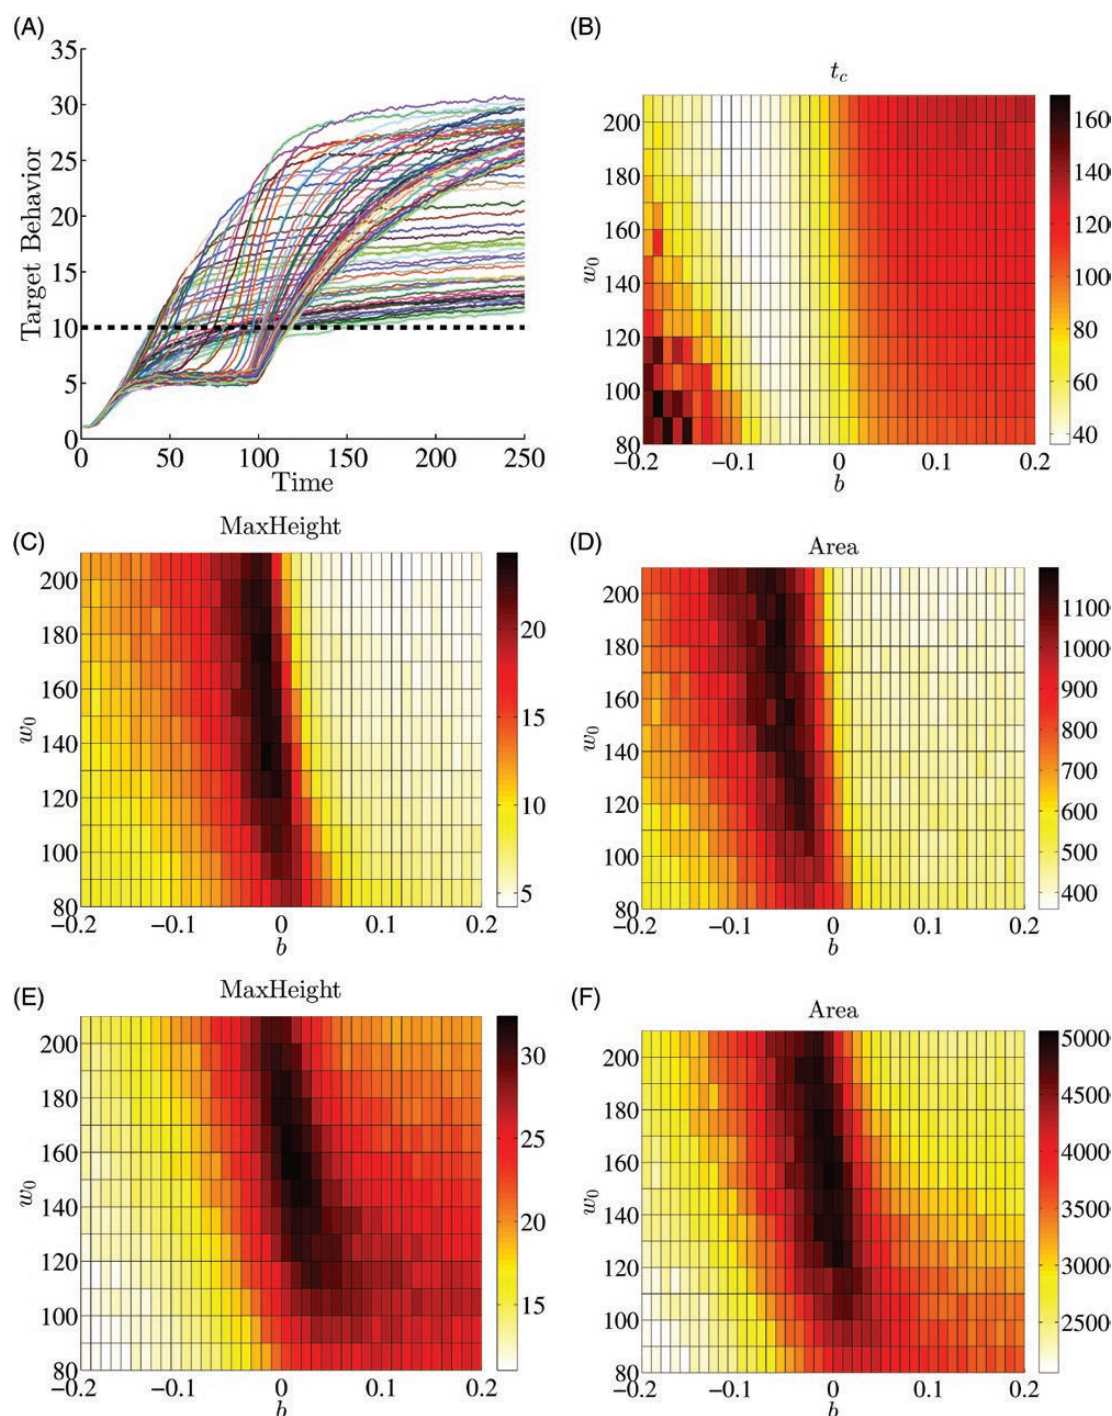 (A)
Target Behavior
35
30
25
20
15
10
5
0
0 50 100 150 200 250
Time
(B)
t_c
w_0
200
180
160
140
120
100
80
-0.2 -0.1 0 0.1 0.2
b
160
140
120
100
80
60
40
(C)
MaxHeight
w_0
200
180
160
140
120
100
80
-0.2 -0.1 0 0.1 0.2
b
20
15
10
5
(D)
Area
w_0
200
180
160
140
120
100
80
-0.2 -0.1 0 0.1 0.2
b
1100
1000
900
800
700
600
500
400
(E)
MaxHeight
w_0
200
180
160
140
120
100
80
-0.2 -0.1 0 0.1 0.2
b
30
25
20
15
(F)
Area
w_0
200
180
160
140
120
100
80
-0.2 -0.1 0 0.1 0.2
b
5000
4500
4000
3500
3000
2500